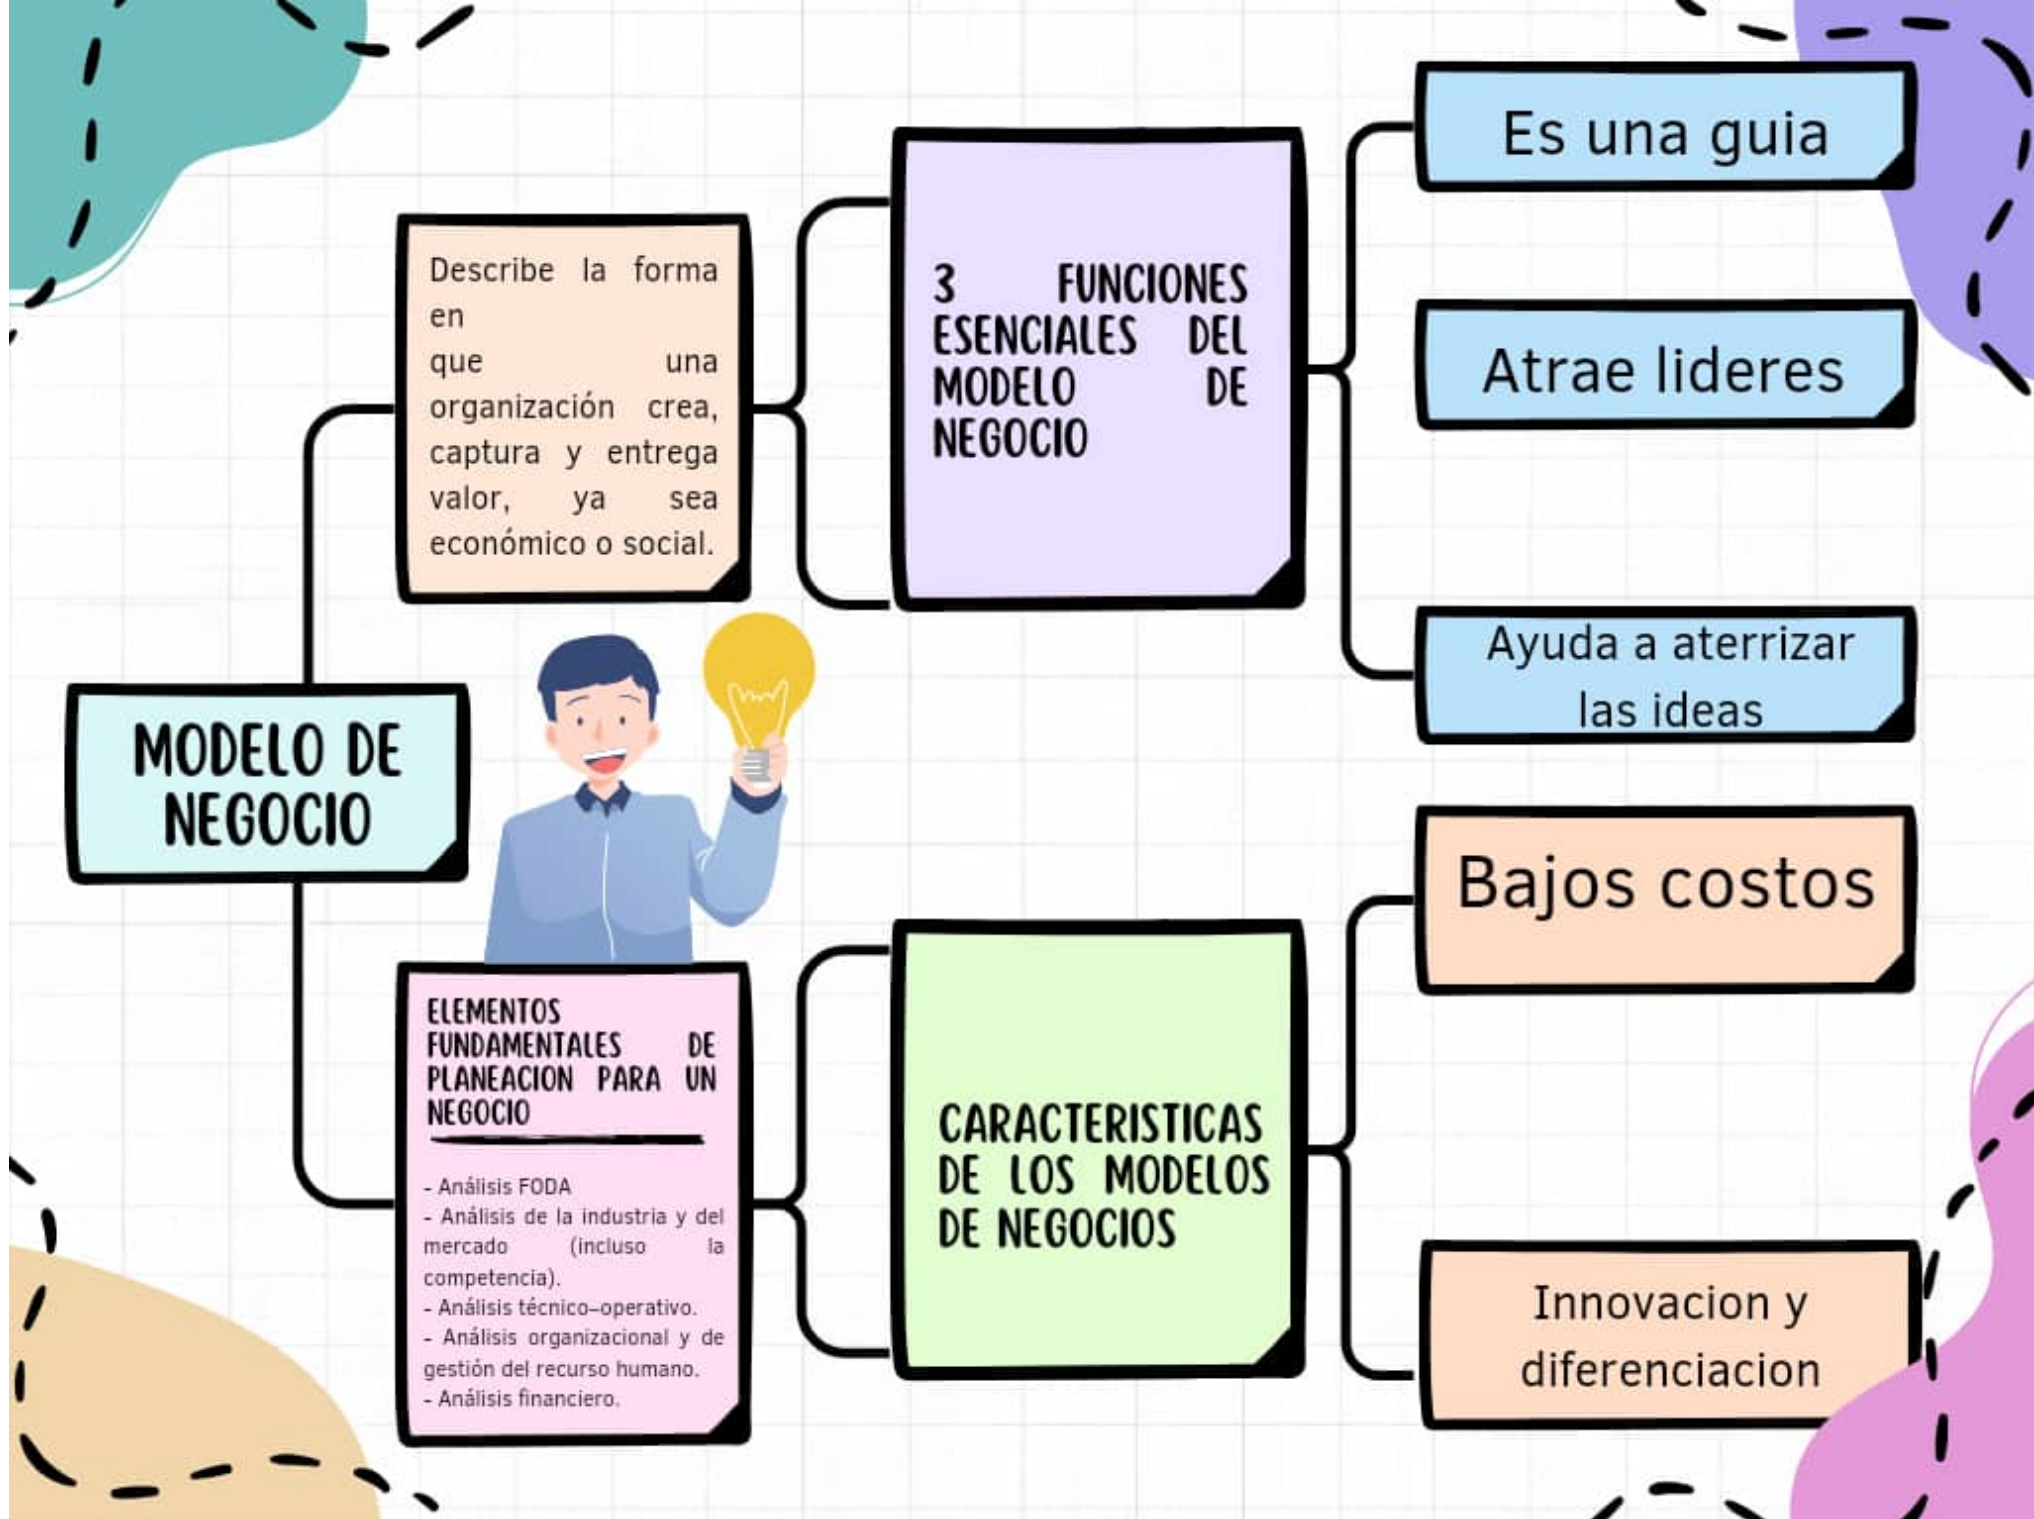 MODELO DE
NEGOCIO
Describe la forma
en
que una
organización crea,
captura y entrega
valor, ya sea
económico o social.
3 FUNCIONES
ESENCIALES DEL
MODELO DE
NEGOCIO
Es una guia
Atrae lideres
Ayuda a aterrizar
las ideas
ELEMENTOS
FUNDAMENTALES DE
PLANEACION PARA UN
NEGOCIO
- Análisis FODA
- Análisis de la industria y del
mercado (incluso la
competencia).
- Análisis técnico–operativo.
- Análisis organizacional y de
gestión del recurso humano.
- Análisis financiero.
CARACTERISTICAS
DE LOS MODELOS
DE NEGOCIOS
Bajos costos
Innovacion y
diferenciacion